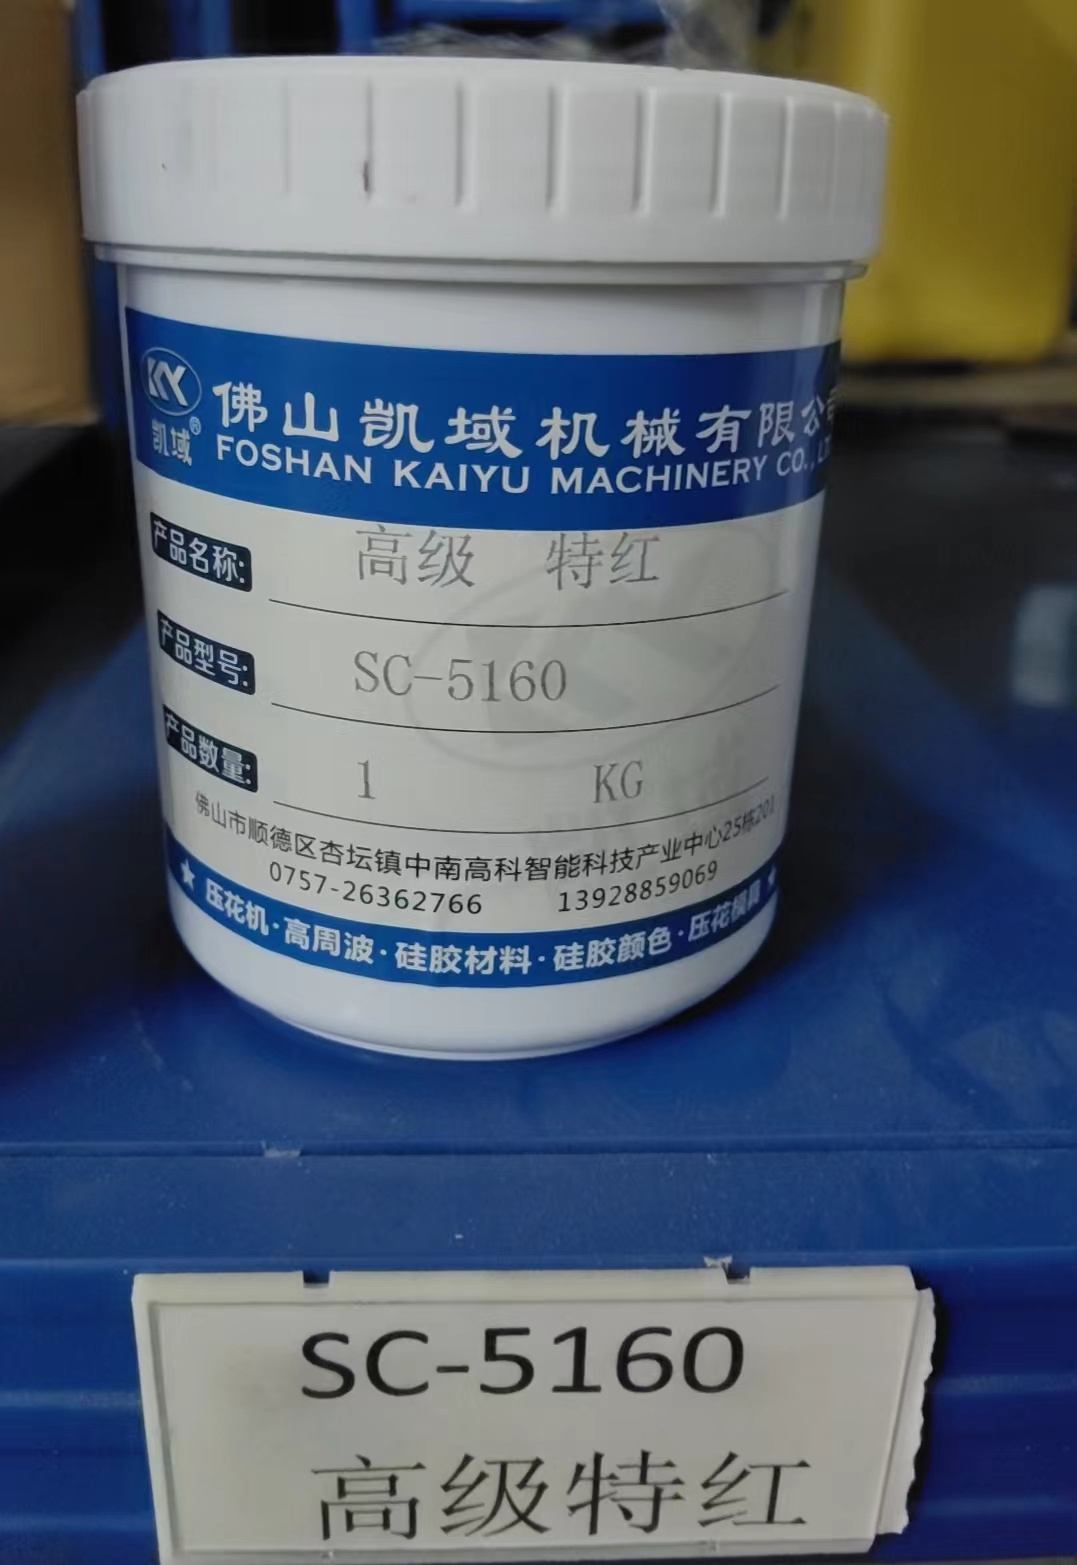 KY
凯域®
佛山凯域机械有限公司
FOSHAN KAIYU MACHINERY CO., LT
产品名称: 高级 特红
产品型号: SC-5160
产品数量: 1 KG
佛山市顺德区杏坛镇中南高科智能科技产业中心25栋201
0757-26362766 13928859069
★ 压花机·高周波·硅胶材料·硅胶颜色·压花模具 ★
SC-5160
高级特红